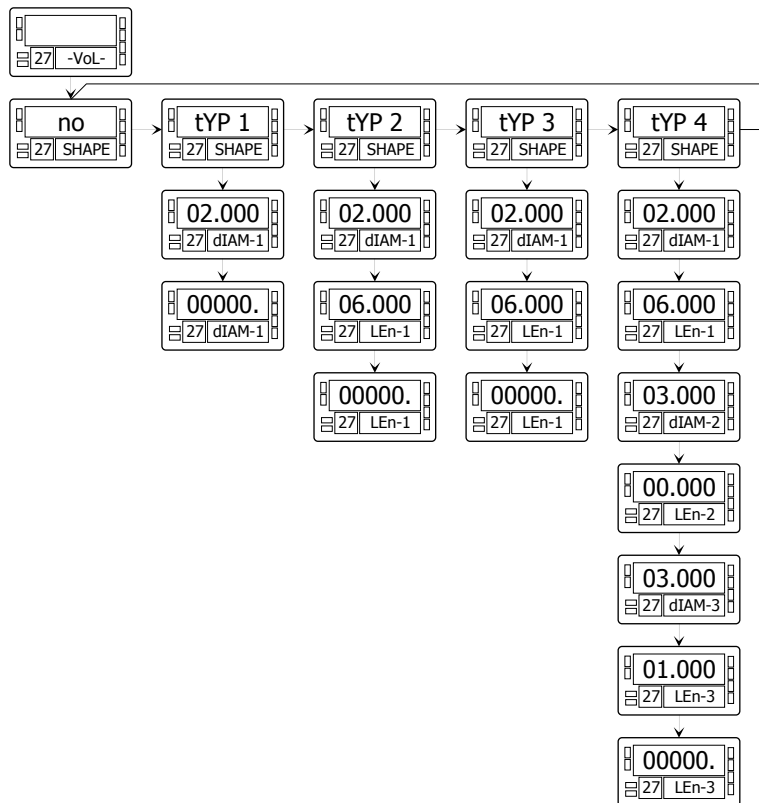 27 -VoL-
no tYP 1 tYP 2 tYP 3 tYP 4
27 SHAPE 27 SHAPE 27 SHAPE 27 SHAPE 27 SHAPE
02.000 02.000 02.000 02.000
27 dIAM-1 27 dIAM-1 27 dIAM-1 27 dIAM-1
00000. 06.000 06.000 06.000
27 dIAM-1 27 LEn-1 27 LEn-1 27 LEn-1
00000. 00000. 03.000
27 LEn-1 27 LEn-1 27 dIAM-2
00.000
27 LEn-2
03.000
27 dIAM-3
01.000
27 LEn-3
00000.
27 LEn-3